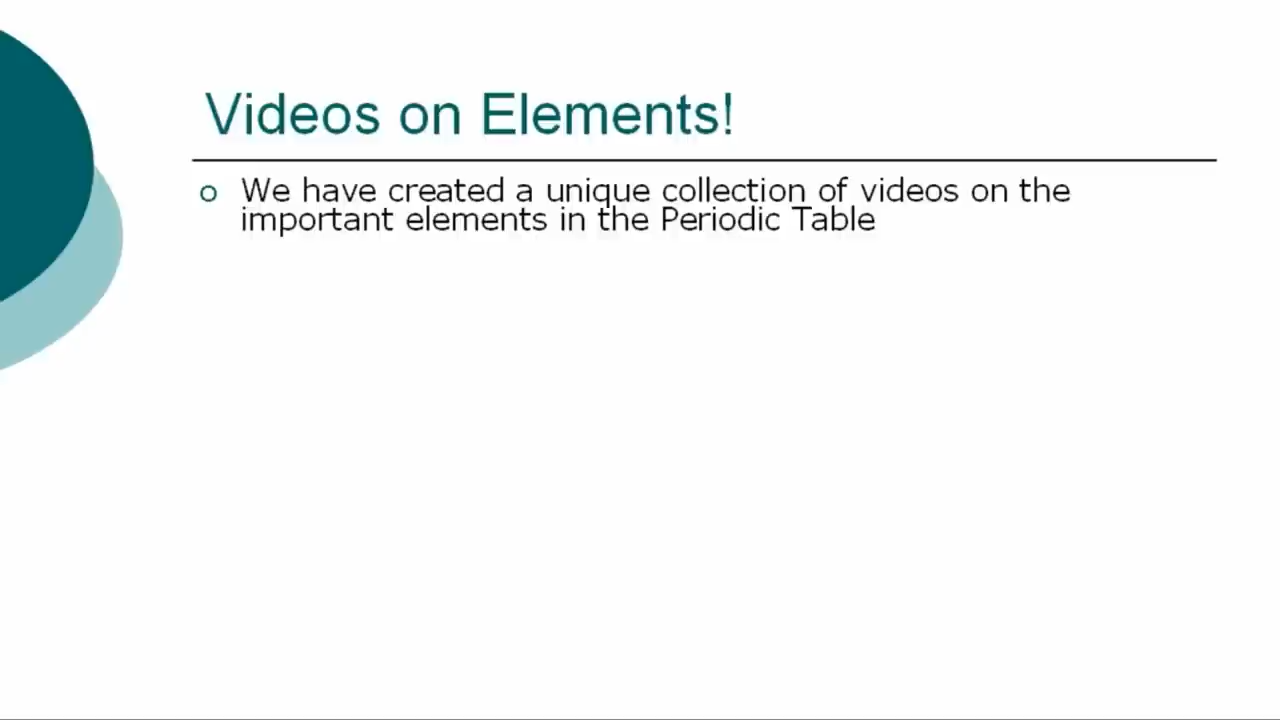 Videos on Elements!
We have created a unique collection of videos on the
important elements in the Periodic Table